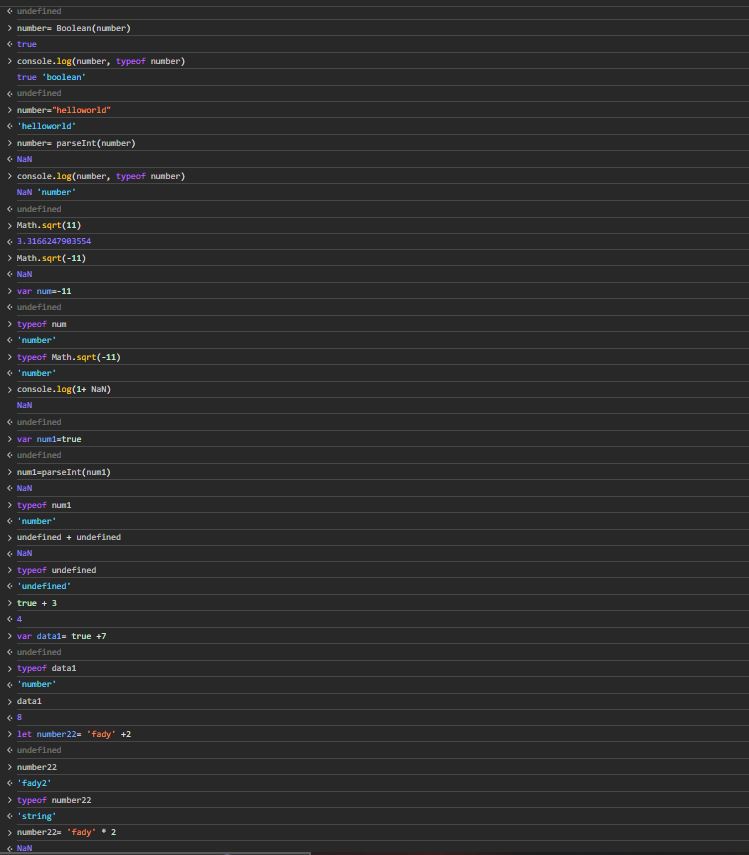 < undefined
> number= Boolean(number)
< true
> console.log(number, typeof number)
true 'boolean'
< undefined
> number="helloworld"
< 'helloworld'
> number= parseInt(number)
< NaN
> console.log(number, typeof number)
NaN 'number'
< undefined
> Math.sqrt(11)
< 3.3166247903554
> Math.sqrt(-11)
< NaN
> var num=-11
< undefined
> typeof num
< 'number'
> typeof Math.sqrt(-11)
< 'number'
> console.log(1+ NaN)
NaN
< undefined
> var num1=true
< undefined
> num1=parseInt(num1)
< NaN
> typeof num1
< 'number'
> undefined + undefined
< NaN
> typeof undefined
< 'undefined'
> true + 3
< 4
> var data1= true +7
< undefined
> typeof data1
< 'number'
> data1
< 8
> let number22= 'fady' +2
< undefined
> number22
< 'fady2'
> typeof number22
< 'string'
> number22= 'fady' * 2
< NaN